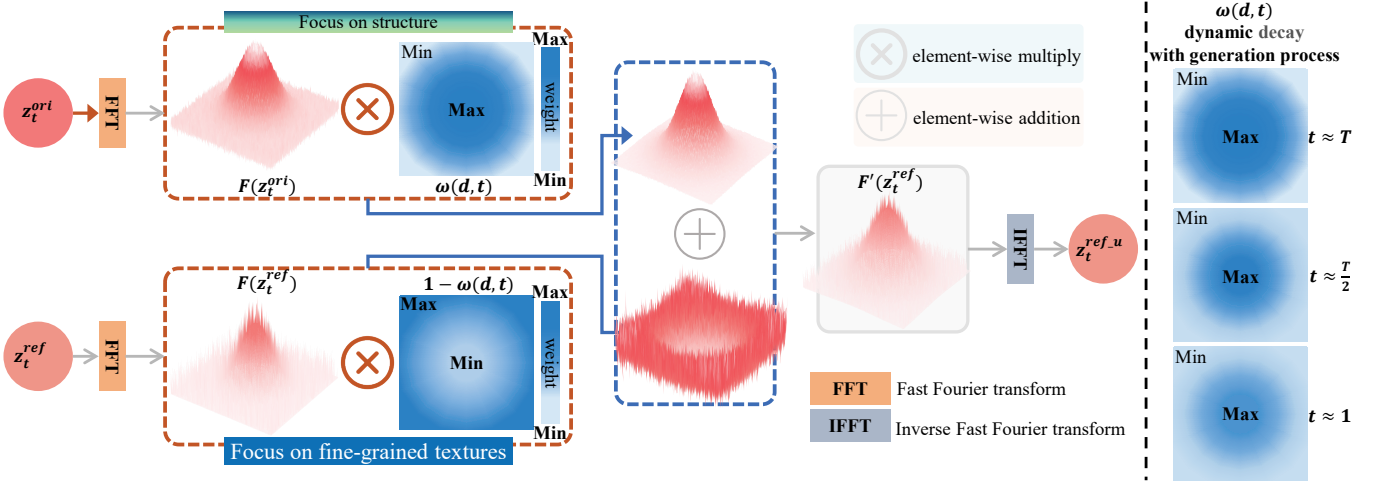 Focus on structure
z_t^{ori}
FFT
F(z_t^{ori})
Min
Max
ω(d, t)
Max
weight
Min
z_t^{ref}
FFT
F(z_t^{ref})
1 − ω(d, t)
Max
Min
Max
weight
Min
Focus on fine-grained textures
element-wise multiply
element-wise addition
F'(z_t^{ref})
IFFT
z_t^{ref_u}
FFT Fast Fourier transform
IFFT Inverse Fast Fourier transform
ω(d, t)
dynamic decay
with generation process
Min
Max
t ≈ T
Min
Max
t ≈ T/2
Min
Max
t ≈ 1